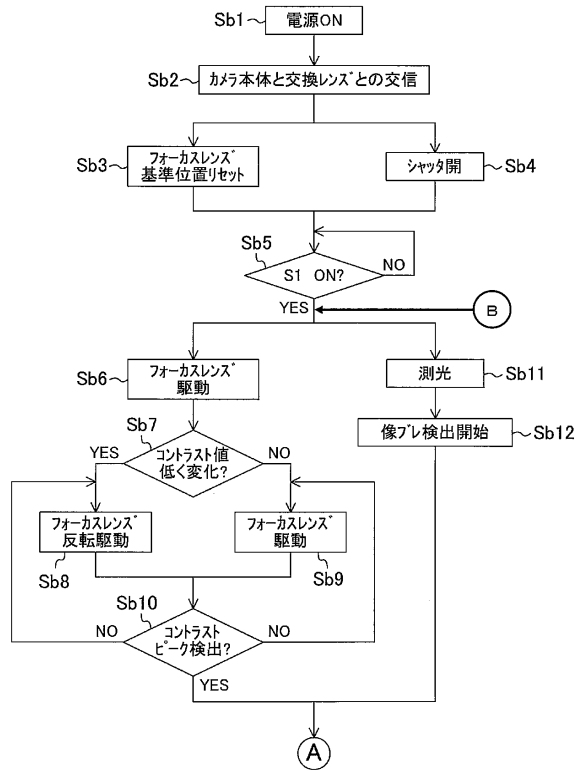 Sb1
電源ON
Sb2
カメラ本体と交換レンズとの交信
Sb3
フォーカスレンズ
基準位置リセット
シャッタ開
Sb4
Sb5
S1 ON?
NO
YES
B
Sb6
フォーカスレンズ
駆動
測光
Sb11
Sb7
YES
コントラスト値
低く変化?
NO
像ブレ検出開始
Sb12
フォーカスレンズ
反転駆動
Sb8
フォーカスレンズ
駆動
Sb9
Sb10
NO
コントラスト
ピーク検出?
NO
YES
A